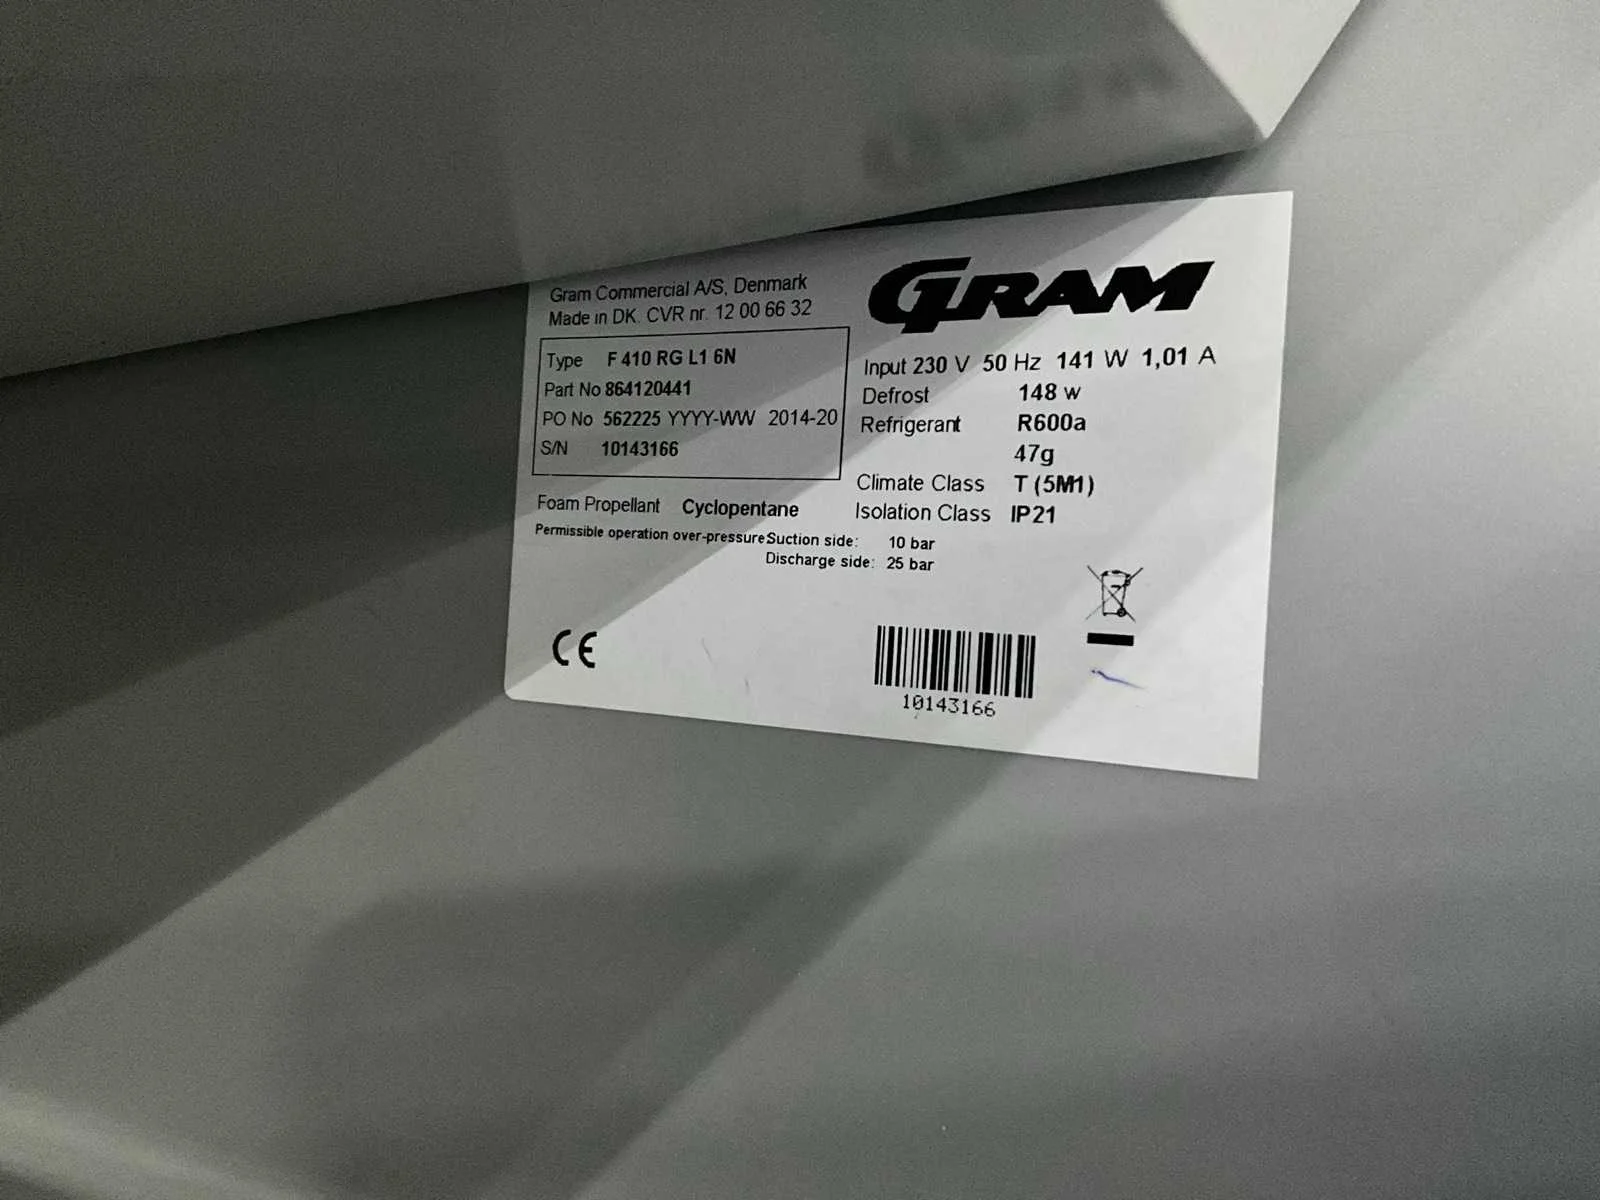 Gram Commercial A/S, Denmark
Made in DK. CVR nr. 12 00 66 32
Type F 410 RG L1 6N
Part No 864120441
PO No 562225 YYYY-WW 2014-20
S/N 10143166
Foam Propellant Cyclopentane
Permissible operation over-pressure Suction side: 10 bar
Discharge side: 25 bar
CE
GRAM
Input 230 V 50 Hz 141 W 1,01 A
Defrost 148 w
Refrigerant R600a
47g
Climate Class T (5M1)
Isolation Class IP21
10143166